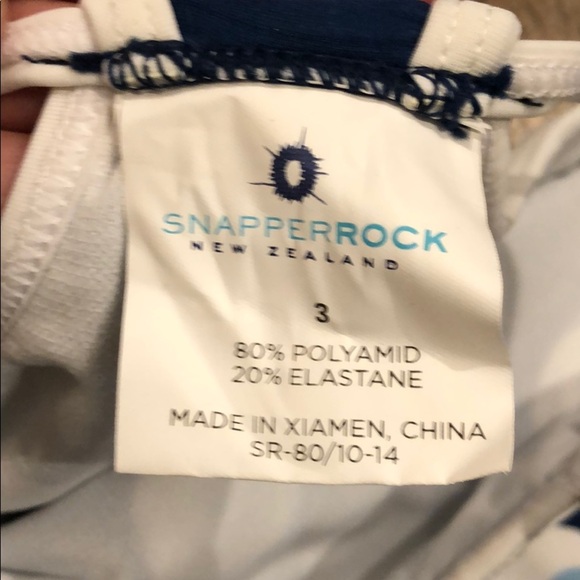 SNAPPERROCK
NEW ZEALAND
3
80% POLYAMID
20% ELASTANE
MADE IN XIAMEN, CHINA
SR-80/10-14